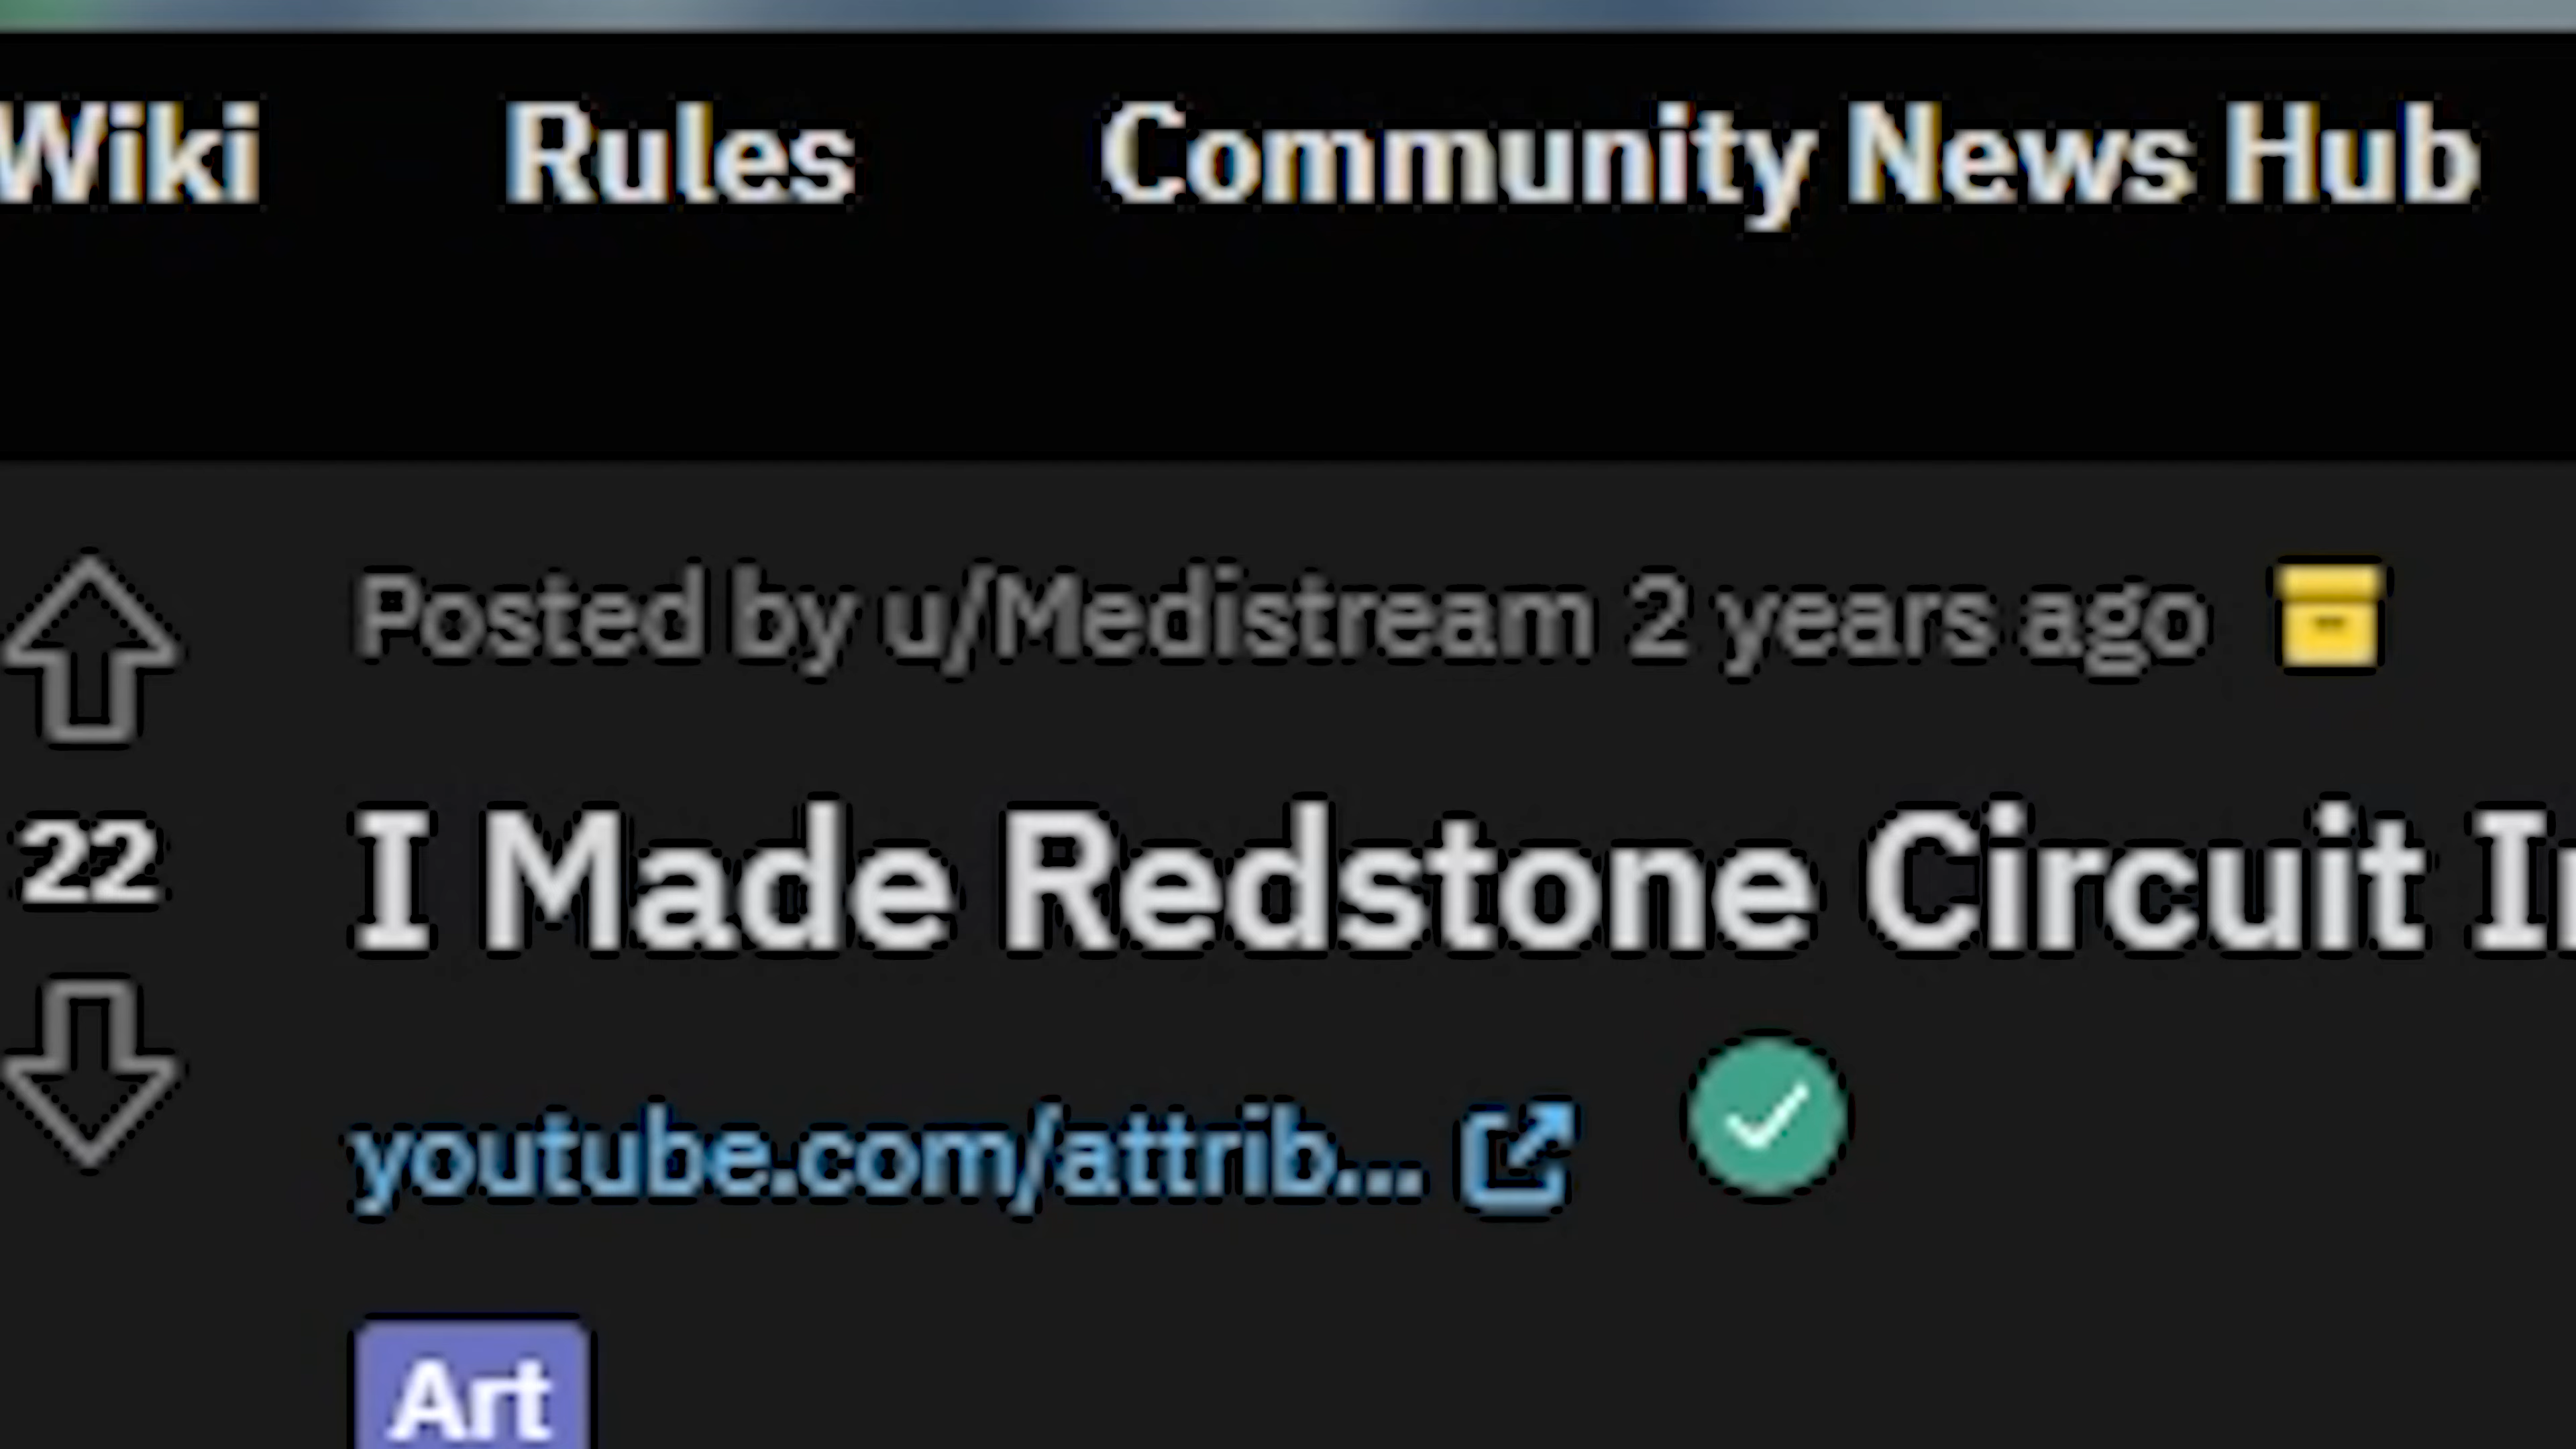 Wiki Rules Community News Hub
Posted by u/Medistream 2 years ago
22
I Made Redstone Circuit
youtube.com/attrib...
Art